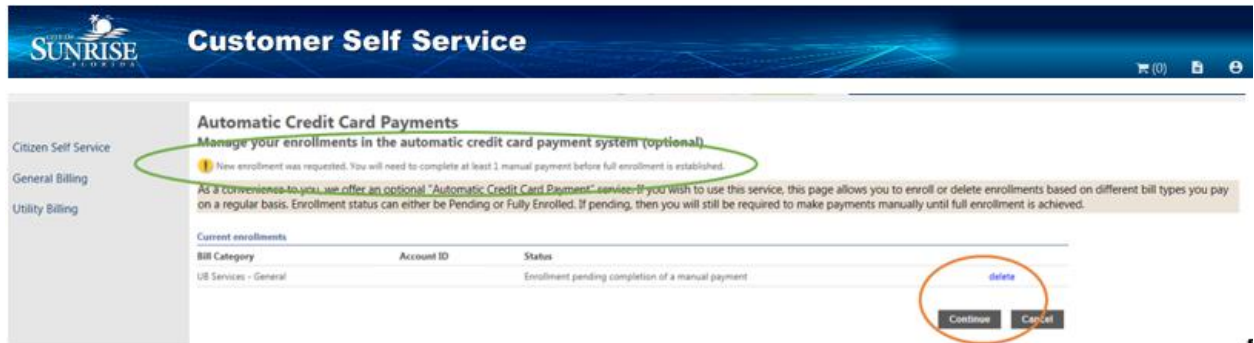 CITY OF
SUNRISE
FLORIDA
Customer Self Service
(0)
Automatic Credit Card Payments
Manage your enrollments in the automatic credit card payment system (optional)
Citizen Self Service
! New enrollment was requested. You will need to complete at least 1 manual payment before full enrollment is established.
General Billing
As a convenience to you, we offer an optional "Automatic Credit Card Payment" service. If you wish to use this service, this page allows you to enroll or delete enrollments based on different bill types you pay
on a regular basis. Enrollment status can either be Pending or Fully Enrolled. If pending, then you will still be required to make payments manually until full enrollment is achieved.
Utility Billing
Current enrollments
Bill Category Account ID Status
UB Services - General Enrollment pending completion of a manual payment delete
Continue Cancel